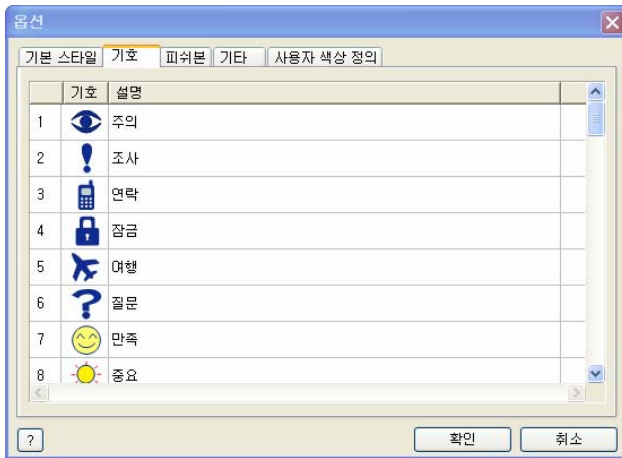 옵션
기본 스타일 기호 피쉬본 기타 사용자 색상 정의
기호 설명
1 주의
2 조사
3 연락
4 잠금
5 여행
6 질문
7 만족
8 중요
?
확인 취소